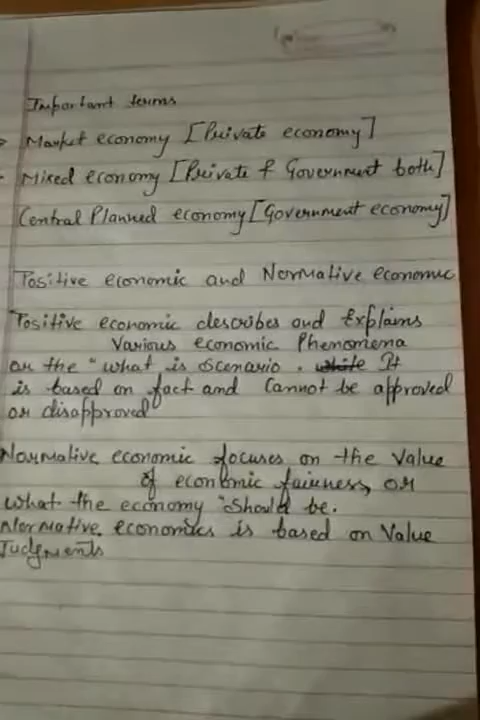 Important terms
Market economy [Private economy]
Mixed economy [Private & Government both]
Central Planned economy [Government economy]
Positive economic and Normative economic
Positive economic describes and Explains
Various economic Phenomena
or the "what is scenario. It
is based on fact and cannot be approved
or disapproved
Normative economic focuses on the Value
of economic fairness, or
what the economy "Should be.
Normative economics is based on Value
Judgments